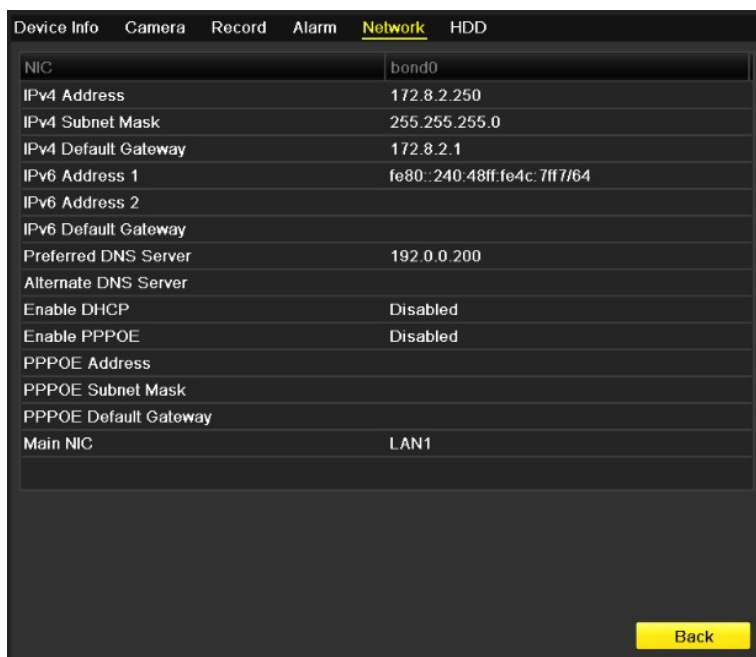 Device Info Camera Record Alarm Network HDD
NIC bond0
IPv4 Address 172.8.2.250
IPv4 Subnet Mask 255.255.255.0
IPv4 Default Gateway 172.8.2.1
IPv6 Address 1 fe80::240:48ff:fe4c:7ff7/64
IPv6 Address 2
IPv6 Default Gateway
Preferred DNS Server 192.0.0.200
Alternate DNS Server
Enable DHCP Disabled
Enable PPPOE Disabled
PPPOE Address
PPPOE Subnet Mask
PPPOE Default Gateway
Main NIC LAN1
Back